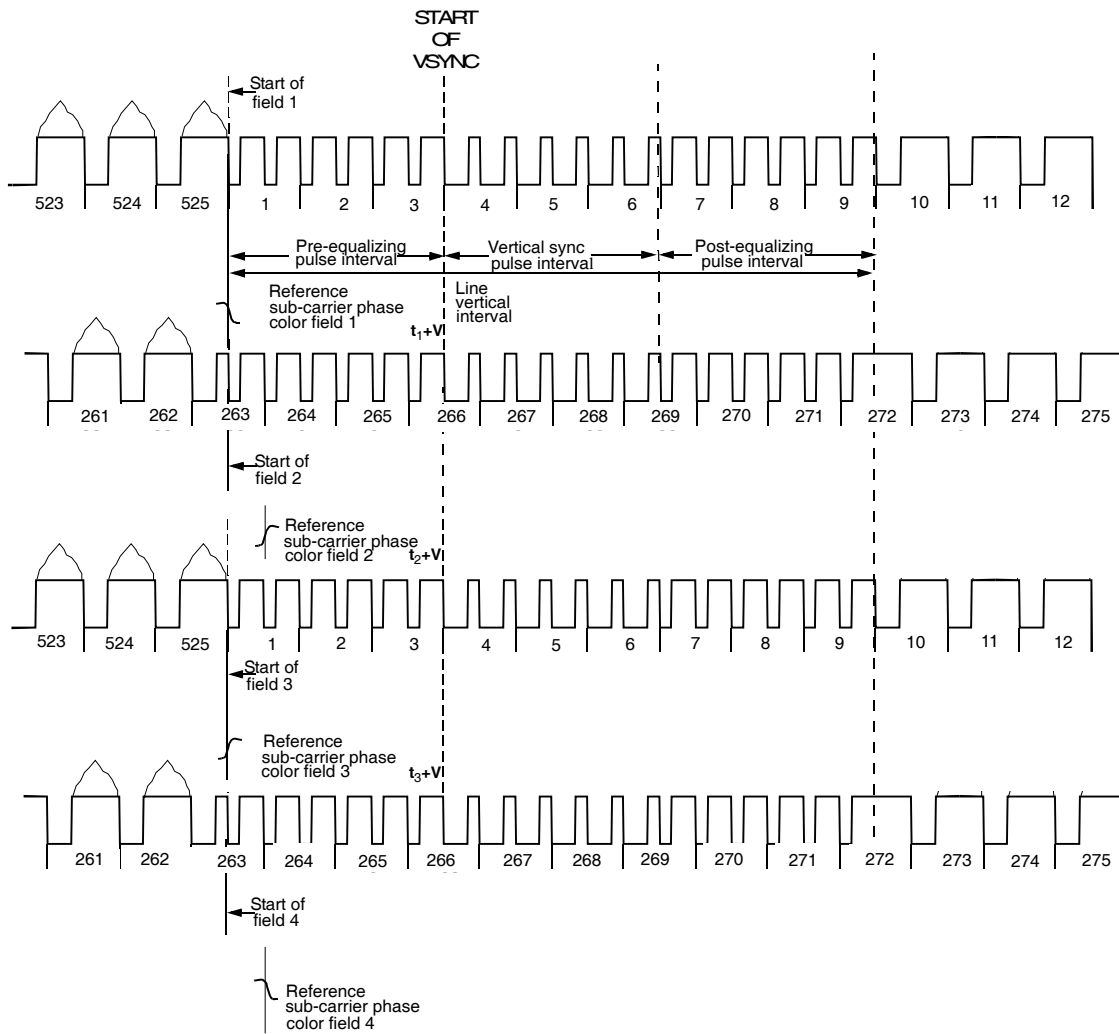 START
OF
VSYNC
Start of
field 1
523 524 525 1 2 3 4 5 6 7 8 9 10 11 12
Pre-equalizing
pulse interval
Vertical sync
pulse interval
Post-equalizing
pulse interval
Line
vertical
interval
Reference
sub-carrier phase
color field 1
t1+V
261 262 263 264 265 266 267 268 269 270 271 272 273 274 275
Start of
field 2
Reference
sub-carrier phase
color field 2
t2+V
523 524 525 1 2 3 4 5 6 7 8 9 10 11 12
Start of
field 3
Reference
sub-carrier phase
color field 3
t3+V
261 262 263 264 265 266 267 268 269 270 271 272 273 274 275
Start of
field 4
Reference
sub-carrier phase
color field 4